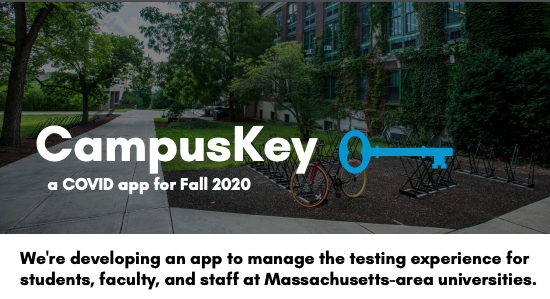 CampusKey
a COVID app for Fall 2020
We're developing an app to manage the testing experience for
students, faculty, and staff at Massachusetts-area universities.